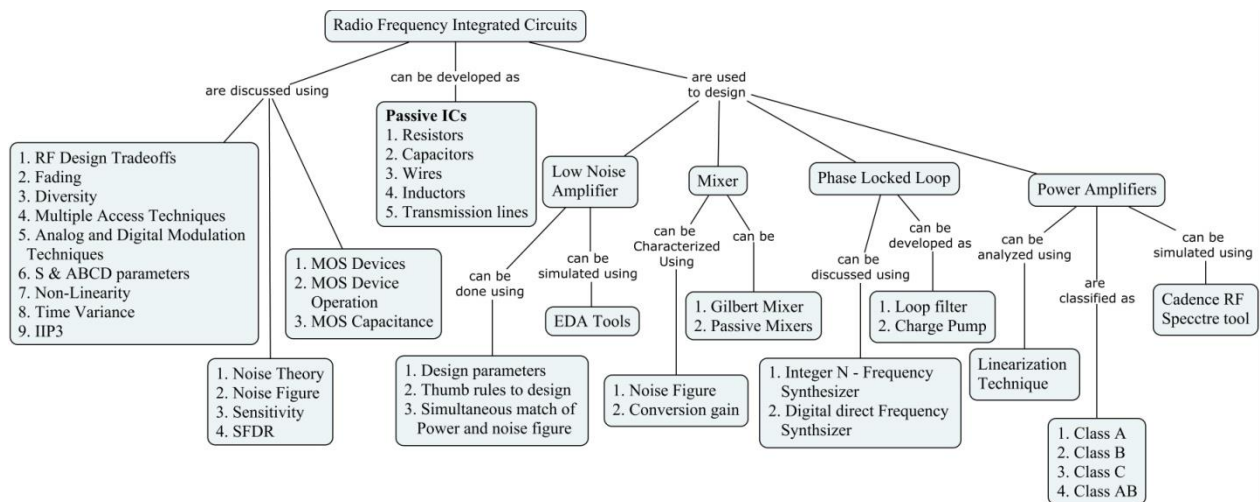 Radio Frequency Integrated Circuits
are discussed using
can be developed as
are used
to design
1. RF Design Tradeoffs
2. Fading
3. Diversity
4. Multiple Access Techniques
5. Analog and Digital Modulation
Techniques
6. S & ABCD parameters
7. Non-Linearity
8. Time Variance
9. IIP3
1. Noise Theory
2. Noise Figure
3. Sensitivity
4. SFDR
1. MOS Devices
2. MOS Device
Operation
3. MOS Capacitance
Passive ICs
1. Resistors
2. Capacitors
3. Wires
4. Inductors
5. Transmission lines
Low Noise
Amplifier
can be
done using
1. Design parameters
2. Thumb rules to design
3. Simultaneous match of
Power and noise figure
can be
simulated using
EDA Tools
Mixer
can be
Characterized
Using
1. Noise Figure
2. Conversion gain
can be
1. Gilbert Mixer
2. Passive Mixers
Phase Locked Loop
can be
discussed using
1. Integer N - Frequency
Synthesizer
2. Digital direct Frequency
Synthsizer
can be
developed as
1. Loop filter
2. Charge Pump
Power Amplifiers
can be
analyzed using
Linearization
Technique
are
classified as
1. Class A
2. Class B
3. Class C
4. Class AB
can be
simulated using
Cadence RF
Specctre tool